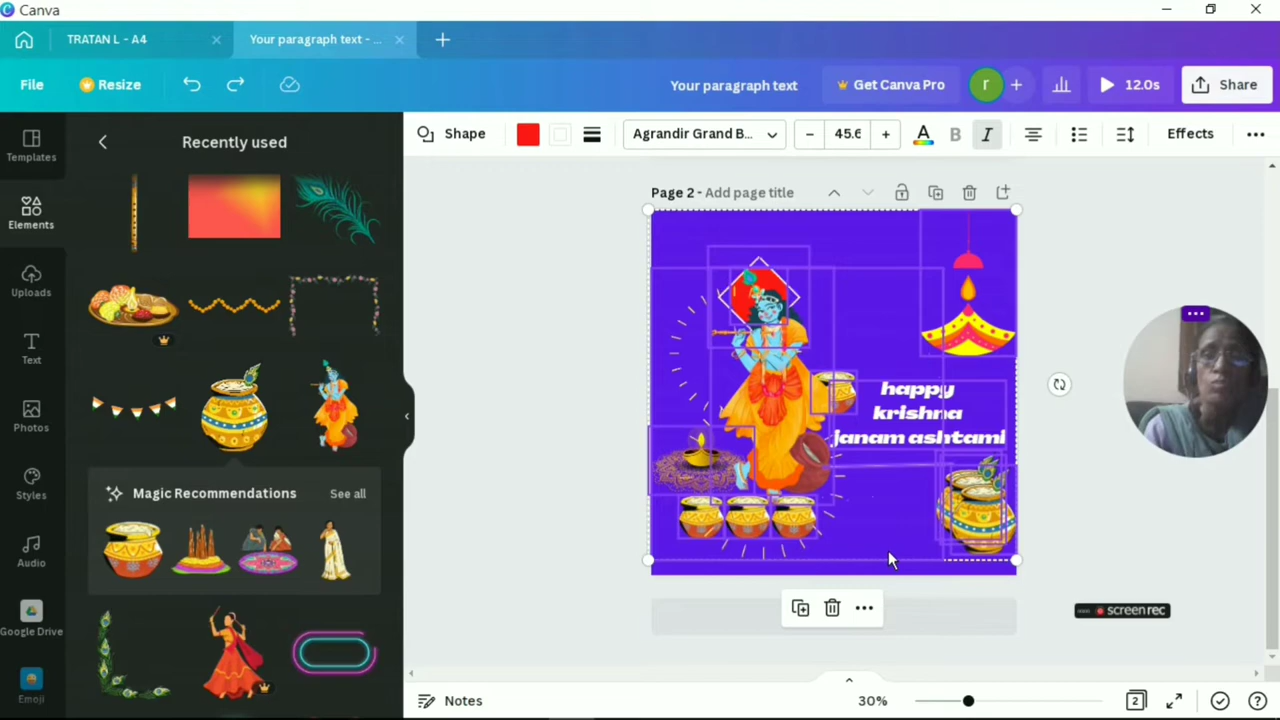 Canva
TRATAN L - A4
Your paragraph text - ...
File
Resize
Your paragraph text
Get Canva Pro
r
12.0s
Share
Templates
Elements
Uploads
Text
Photos
Styles
Audio
Google Drive
Emoji
Recently used
Magic Recommendations
See all
Shape
Agrandir Grand B...
45.6
A
B
I
Effects
Page 2 - Add page title
happy
krishna
janam ashtami
screenrec
Notes
30%
2